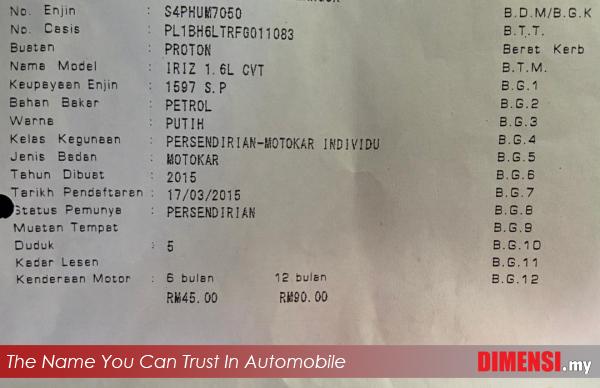 No. Enjin : S4PHUM7050 B.D.M/B.G.K
No. Casis : PL1BH6LTRFG011083 B.T.T.
Buatan : PROTON Berat Kerb
Nama Model : IRIZ 1.6L CVT B.T.M.
Keupayaan Enjin : 1597 S.P B.G.1
Bahan Bakar : PETROL B.G.2
Warna : PUTIH B.G.3
Kelas Kegunaan : PERSENDIRIAN-MOTOKAR INDIVIDU B.G.4
Jenis Badan : MOTOKAR B.G.5
Tahun Dibuat : 2015 B.G.6
Tarikh Pendaftaran : 17/03/2015 B.G.7
Status Pemunya : PERSENDIRIAN B.G.8
Muatan Tempat B.G.9
Duduk : 5 B.G.10
Kadar Lesen B.G.11
Kenderaan Motor : 6 bulan 12 bulan B.G.12
RM45.00 RM90.00
The Name You Can Trust In Automobile DIMENSI.my